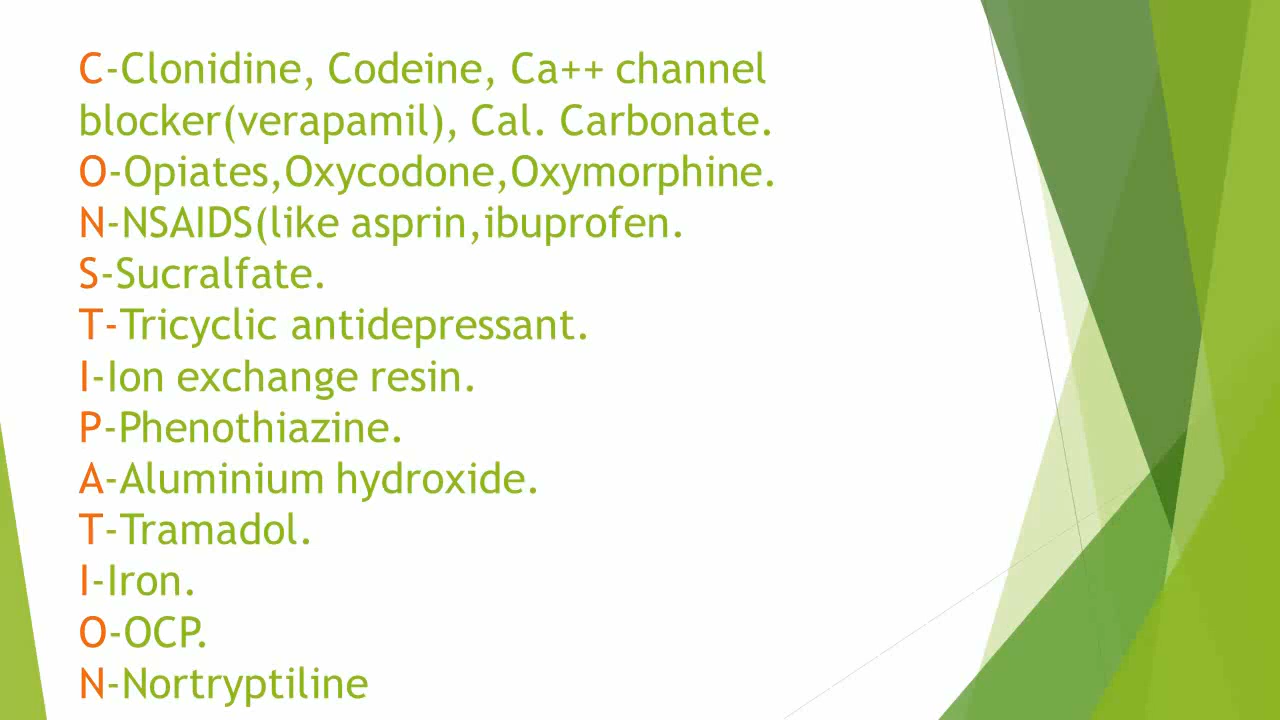 C-Clonidine, Codeine, Ca++ channel
blocker(verapamil), Cal. Carbonate.
O-Opiates,Oxycodone,Oxymorphine.
N-NSAIDS(like asprin,ibuprofen.
S-Sucralfate.
T-Tricyclic antidepressant.
I-Ion exchange resin.
P-Phenothiazine.
A-Aluminium hydroxide.
T-Tramadol.
I-Iron.
O-OCP.
N-Nortryptiline